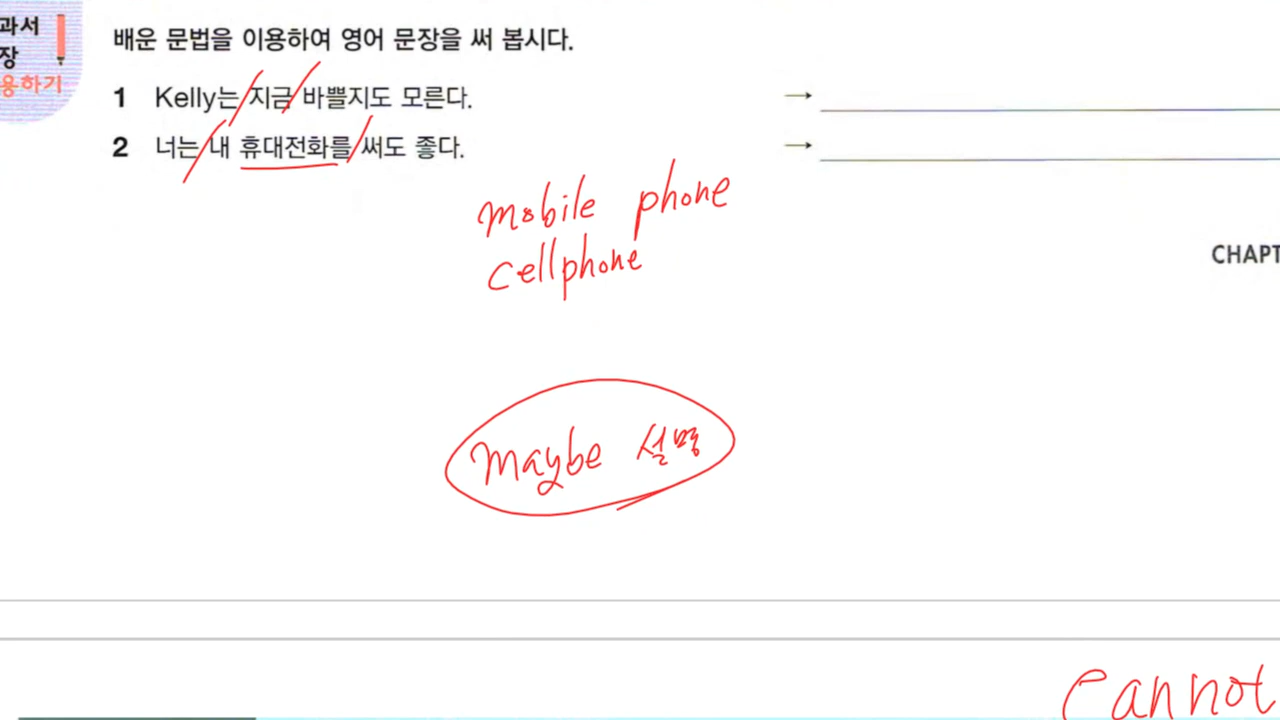 과서
장
용하기
배운 문법을 이용하여 영어 문장을 써 봅시다.
1 Kelly는 지금 바쁠지도 모른다. →
2 너는 내 휴대전화를 써도 좋다. →
mobile phone
cellphone
CHAPT
Maybe 설명
cannot